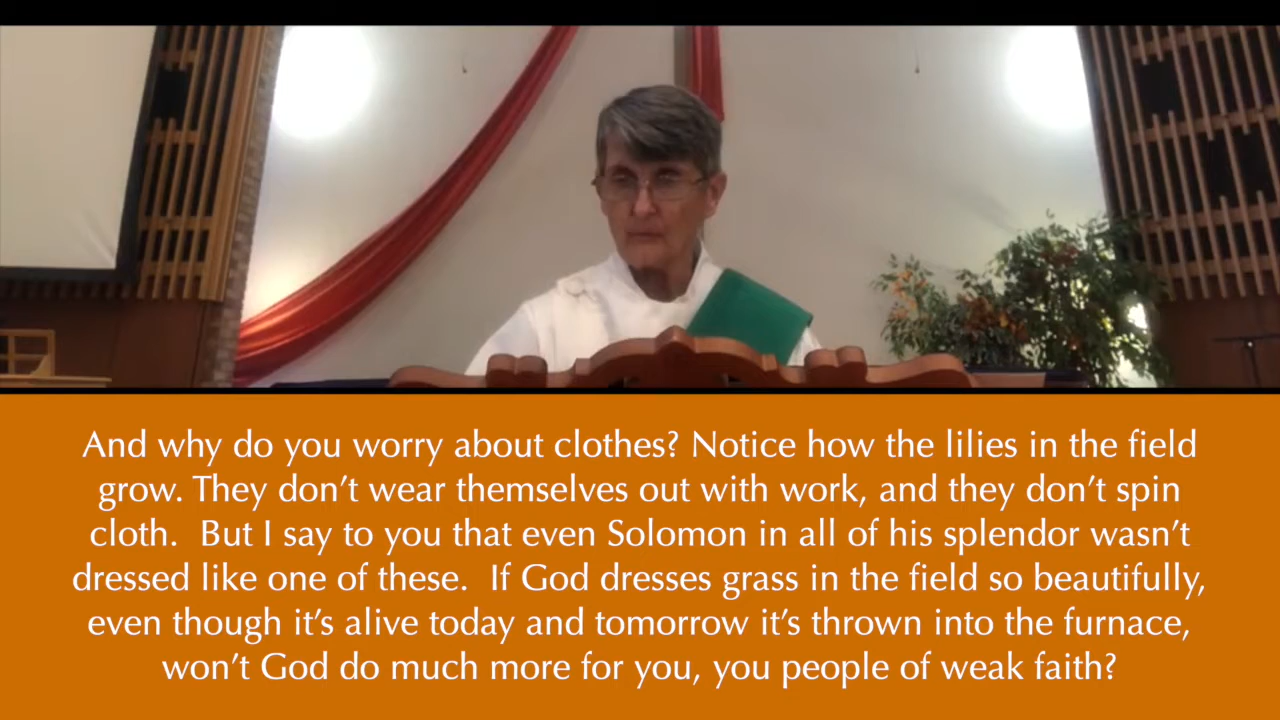 And why do you worry about clothes? Notice how the lilies in the field
grow. They don’t wear themselves out with work, and they don’t spin
cloth.  But I say to you that even Solomon in all of his splendor wasn’t
dressed like one of these.  If God dresses grass in the field so beautifully,
even though it’s alive today and tomorrow it’s thrown into the furnace,
won’t God do much more for you, you people of weak faith?